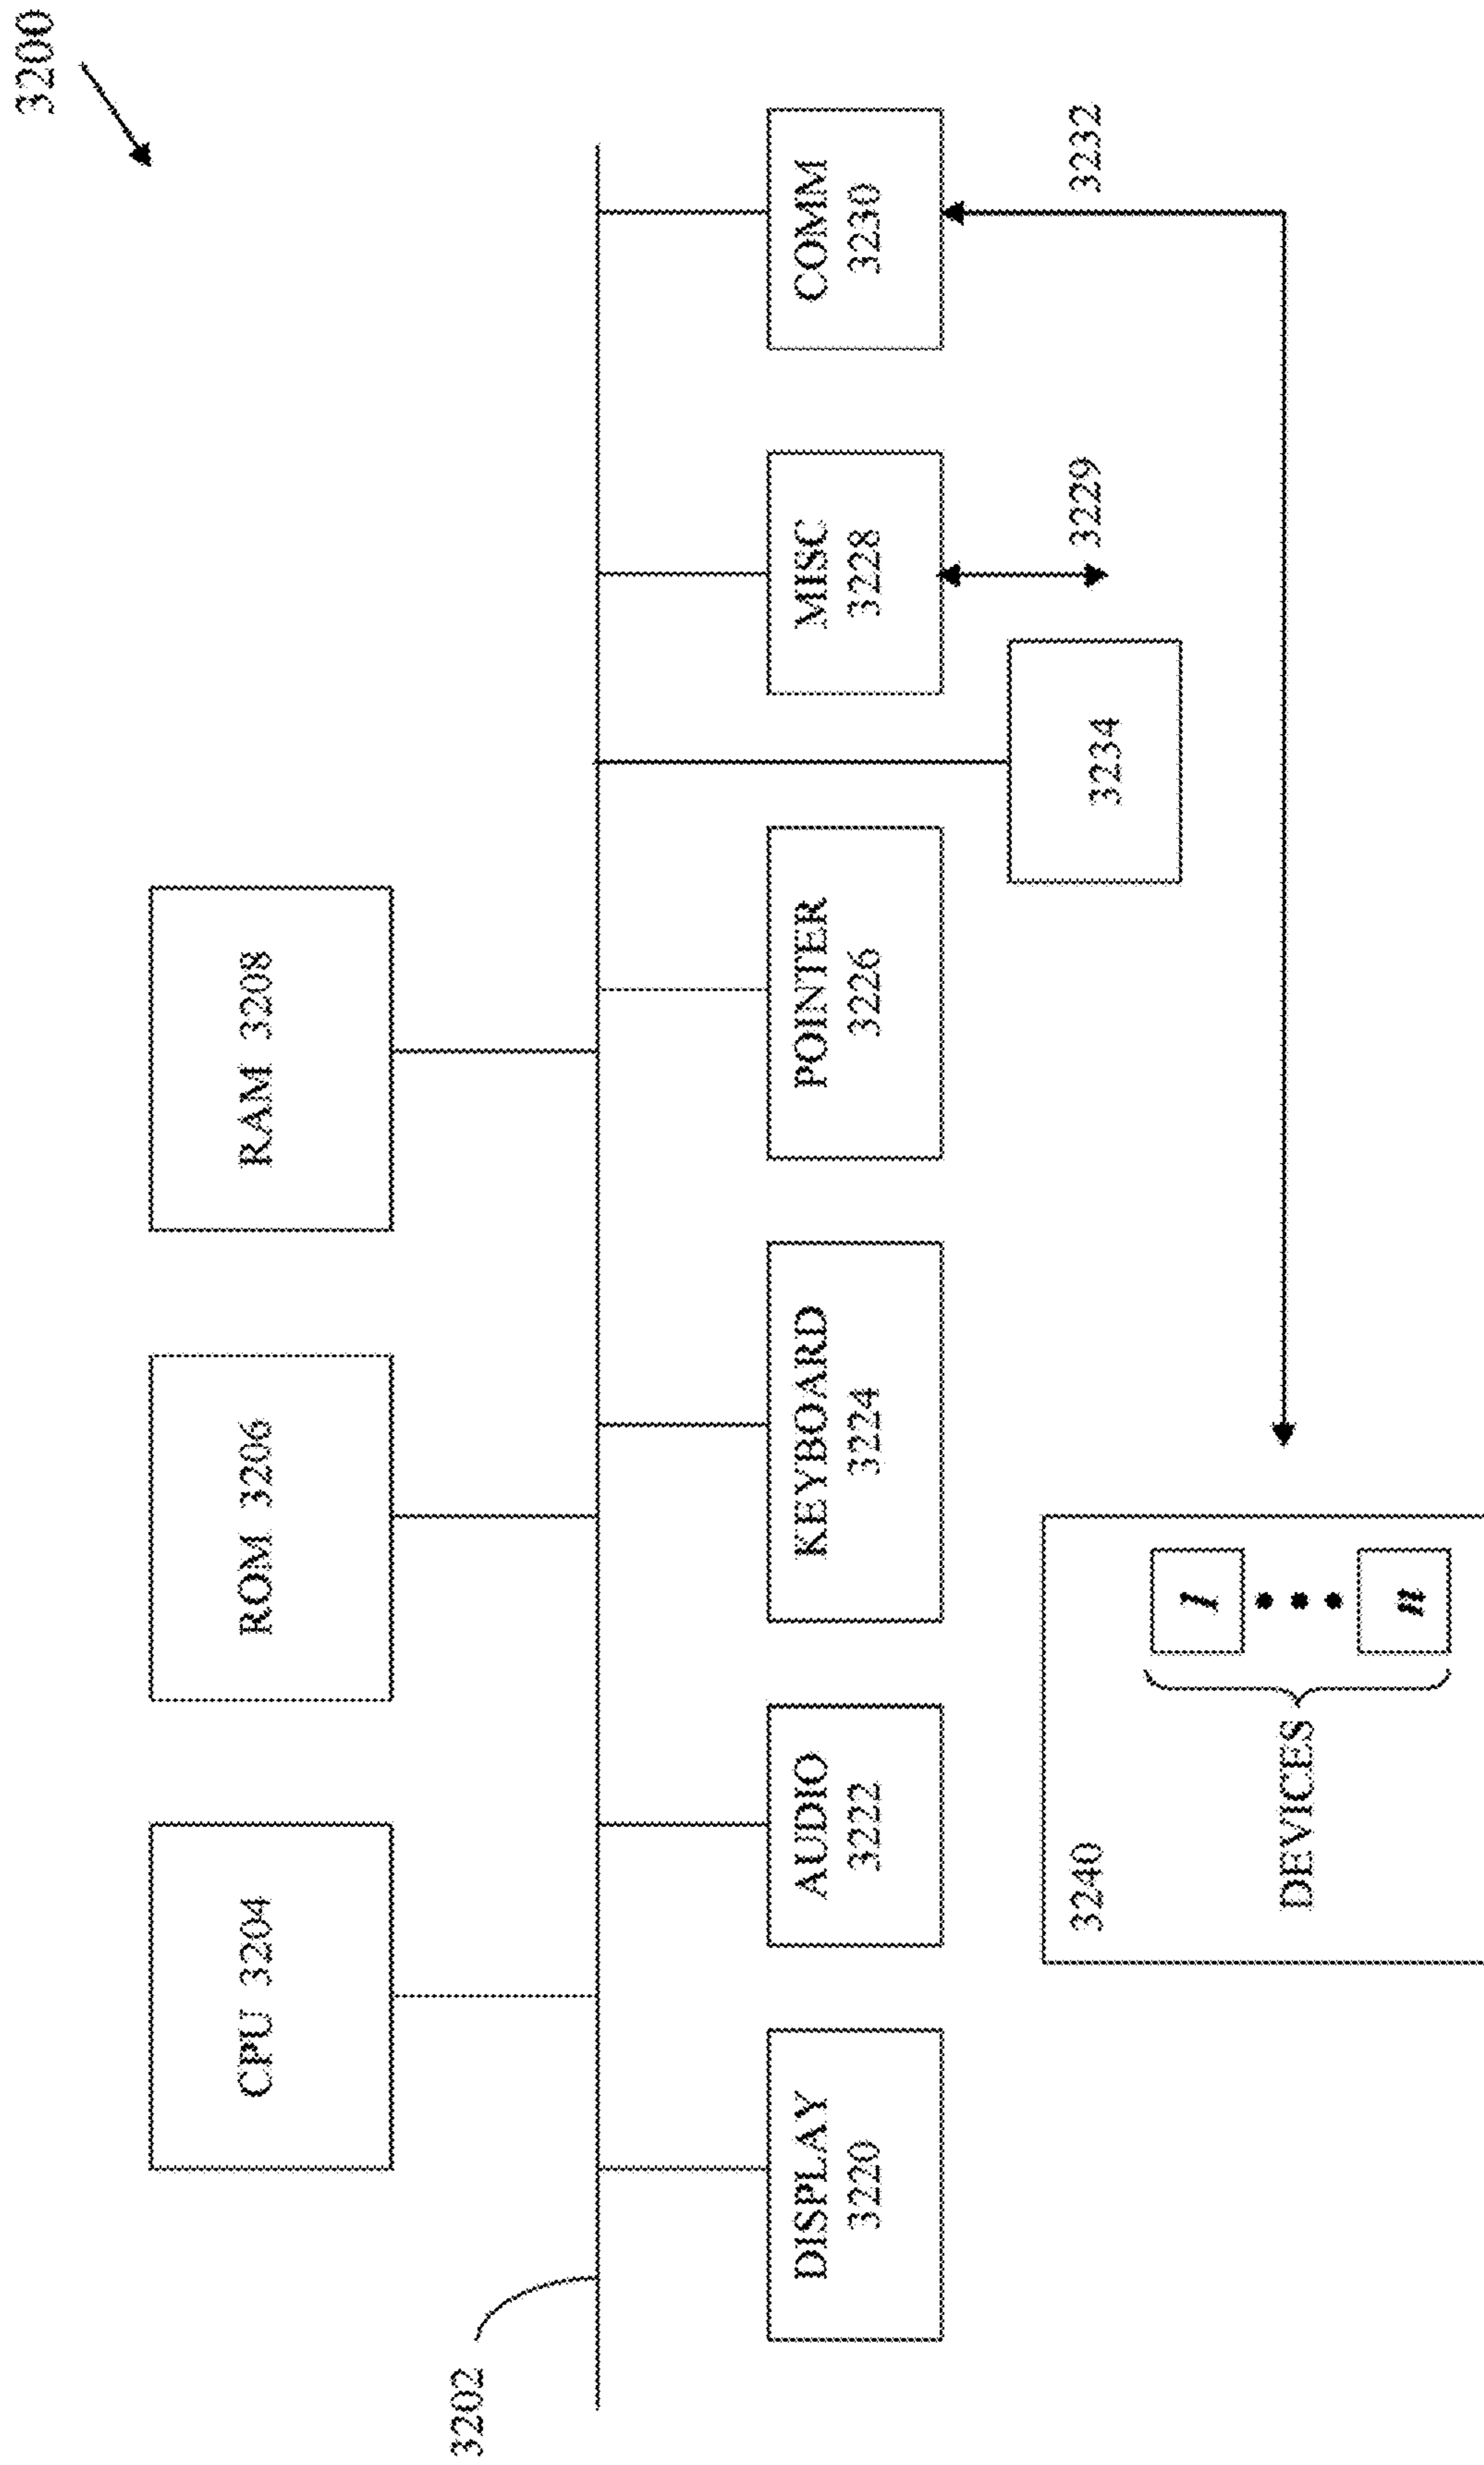 3200
CPU 3204
ROM 3206
RAM 3208
3202
DISPLAY
3220
AUDIO
3222
KEYBOARD
3224
POINTER
3226
MISC
3228
COMM
3230
3234
3229
3232
3240
DEVICES
1
n